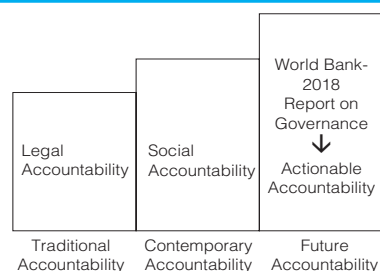 World Bank-
2018
Report on
Governance
↓
Actionable
Accountability
Legal
Accountability
Social
Accountability
Traditional
Accountability
Contemporary
Accountability
Future
Accountability